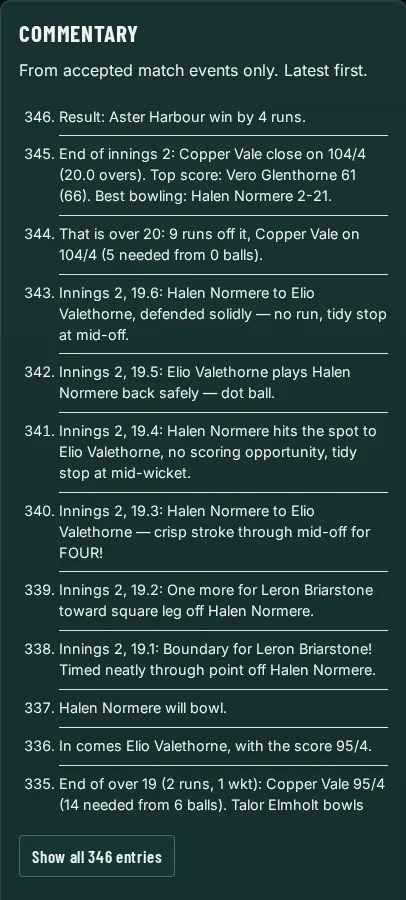 COMMENTARY
From accepted match events only. Latest first.
346. Result: Aster Harbour win by 4 runs.
345. End of innings 2: Copper Vale close on 104/4
(20.0 overs). Top score: Vero Glenthorne 61
(66). Best bowling: Halen Normere 2-21.
344. That is over 20: 9 runs off it, Copper Vale on
104/4 (5 needed from 0 balls).
343. Innings 2, 19.6: Halen Normere to Elio
Valethorne, defended solidly — no run, tidy stop
at mid-off.
342. Innings 2, 19.5: Elio Valethorne plays Halen
Normere back safely — dot ball.
341. Innings 2, 19.4: Halen Normere hits the spot to
Elio Valethorne, no scoring opportunity, tidy
stop at mid-wicket.
340. Innings 2, 19.3: Halen Normere to Elio
Valethorne — crisp stroke through mid-off for
FOUR!
339. Innings 2, 19.2: One more for Leron Briarstone
toward square leg off Halen Normere.
338. Innings 2, 19.1: Boundary for Leron Briarstone!
Timed neatly through point off Halen Normere.
337. Halen Normere will bowl.
336. In comes Elio Valethorne, with the score 95/4.
335. End of over 19 (2 runs, 1 wkt): Copper Vale 95/4
(14 needed from 6 balls). Talor Elmholt bowls
Show all 346 entries